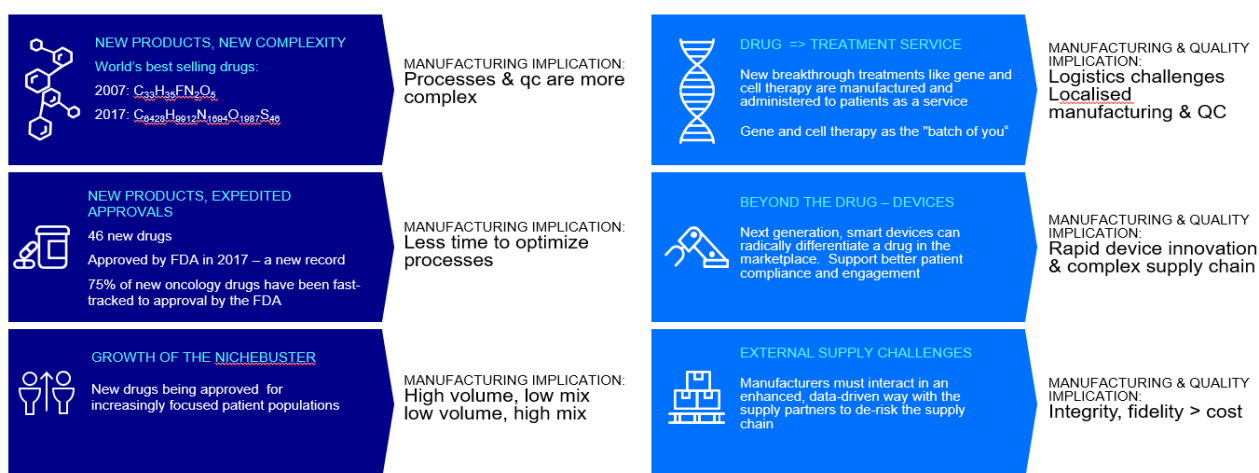 NEW PRODUCTS, NEW COMPLEXITY
World's best selling drugs:
2007: C₃₃H₃₅FN₂O₅
2017: C₆₄₂₈H₉₉₁₂N₁₆₉₄O₁₉₈₇S₄₆
MANUFACTURING IMPLICATION:
Processes & qc are more
complex
NEW PRODUCTS, EXPEDITED
APPROVALS
46 new drugs
Approved by FDA in 2017 – a new record
75% of new oncology drugs have been fast-
tracked to approval by the FDA
MANUFACTURING IMPLICATION:
Less time to optimize
processes
GROWTH OF THE NICHEBUSTER
New drugs being approved for
increasingly focused patient populations
MANUFACTURING IMPLICATION:
High volume, low mix
low volume, high mix
DRUG => TREATMENT SERVICE
New breakthrough treatments like gene and
cell therapy are manufactured and
administered to patients as a service
Gene and cell therapy as the "batch of you"
MANUFACTURING & QUALITY
IMPLICATION:
Logistics challenges
Localised
manufacturing & QC
BEYOND THE DRUG – DEVICES
Next generation, smart devices can
radically differentiate a drug in the
marketplace. Support better patient
compliance and engagement
MANUFACTURING & QUALITY
IMPLICATION:
Rapid device innovation
& complex supply chain
EXTERNAL SUPPLY CHALLENGES
Manufacturers must interact in an
enhanced, data-driven way with the
supply partners to de-risk the supply
chain
MANUFACTURING & QUALITY
IMPLICATION:
Integrity, fidelity > cost